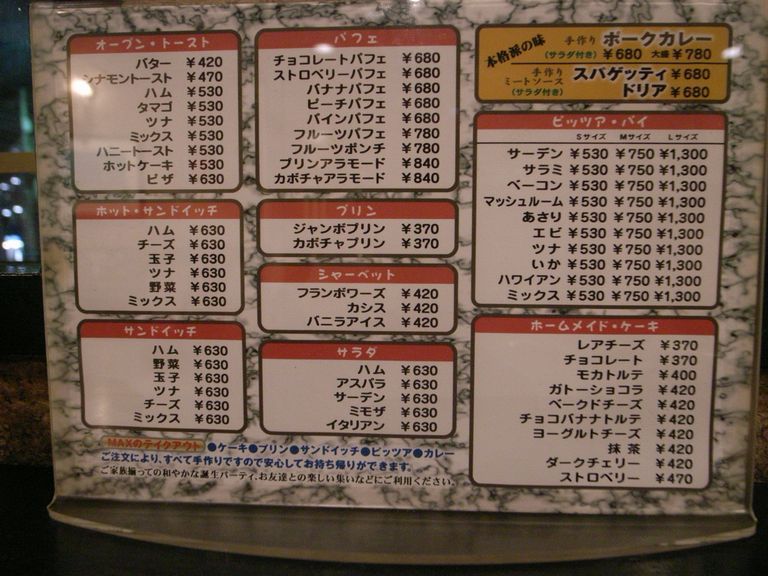 オーブン・トースト
バター ￥420
シナモントースト ￥470
ハム ￥530
タマゴ ￥530
ツナ ￥530
ミックス ￥530
ハニートースト ￥530
ホットケーキ ￥530
ピザ ￥630
ホット・サンドイッチ
ハム ￥630
チーズ ￥630
玉子 ￥630
ツナ ￥630
野菜 ￥630
ミックス ￥630
サンドイッチ
ハム ￥630
野菜 ￥630
玉子 ￥630
ツナ ￥630
チーズ ￥630
ミックス ￥630
パフェ
チョコレートパフェ ￥680
ストロベリーパフェ ￥680
バナナパフェ ￥680
ピーチパフェ ￥680
パインパフェ ￥680
フルーツパフェ ￥780
フルーツポンチ ￥780
プリンアラモード ￥840
カボチャアラモード ￥840
プリン
ジャンボプリン ￥370
カボチャプリン ￥370
シャーベット
フランボワーズ ￥420
カシス ￥420
バニラアイス ￥420
サラダ
ハム ￥630
アスパラ ￥630
サーデン ￥630
ミモザ ￥630
イタリアン ￥630
本格派の味
手作り ポークカレー
(サラダ付き) ￥680 大盛 ￥780
手作り
ミートソース スパゲッティ ￥680
(サラダ付き) ドリア ￥680
ピッツア・パイ
Sサイズ Mサイズ Lサイズ
サーデン ￥530 ￥750 ￥1,300
サラミ ￥530 ￥750 ￥1,300
ベーコン ￥530 ￥750 ￥1,300
マッシュルーム ￥530 ￥750 ￥1,300
あさり ￥530 ￥750 ￥1,300
エビ ￥530 ￥750 ￥1,300
ツナ ￥530 ￥750 ￥1,300
いか ￥530 ￥750 ￥1,300
ハワイアン ￥530 ￥750 ￥1,300
ミックス ￥530 ￥750 ￥1,300
ホームメイド・ケーキ
レアチーズ ￥370
チョコレート ￥370
モカトルテ ￥400
ガトーショコラ ￥420
ベークドチーズ ￥420
チョコバナナトルテ ￥420
ヨーグルトチーズ ￥420
抹茶 ￥420
ダークチェリー ￥420
ストロベリー ￥470
MAXのテイクアウト ●ケーキ●プリン●サンドイッチ●ピッツア●カレー
ご注文により、すべて手作りですので安心してお持ち帰りができます。
ご家族揃っての和やかな誕生パーティ、お友達との楽しい集いなどにご利用ください。